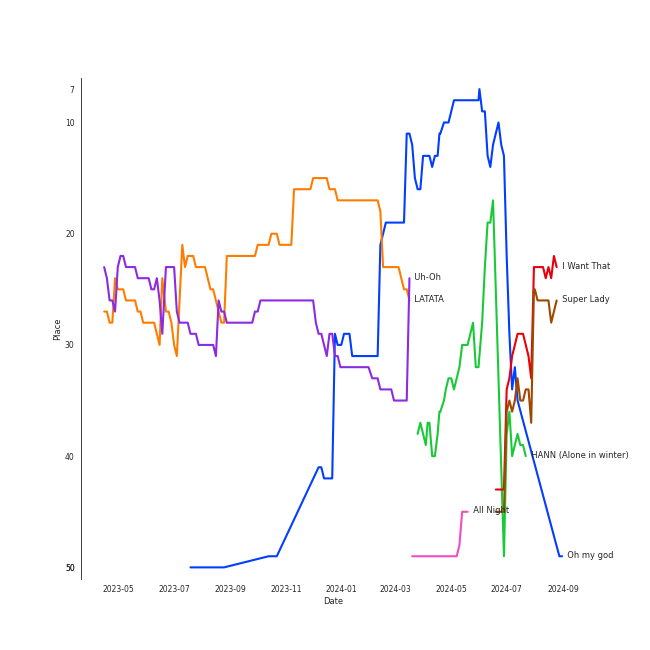 7
10
20
30
40
50
Place
Uh-Oh
LATATA
I Want That
Super Lady
HANN (Alone in winter)
All Night
Oh my god
2023-05 2023-07 2023-09 2023-11 2024-01 2024-03 2024-05 2024-07 2024-09
Date